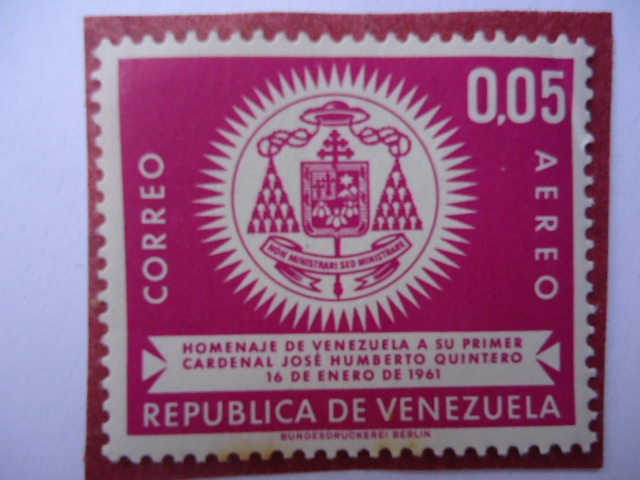 0,05
CORREO
AEREO
NON MINISTRARI SED MINISTRARE
HOMENAJE DE VENEZUELA A SU PRIMER
CARDENAL JOSÉ HUMBERTO QUINTERO
16 DE ENERO DE 1961
REPUBLICA DE VENEZUELA
BUNDESDRUCKEREI BERLIN